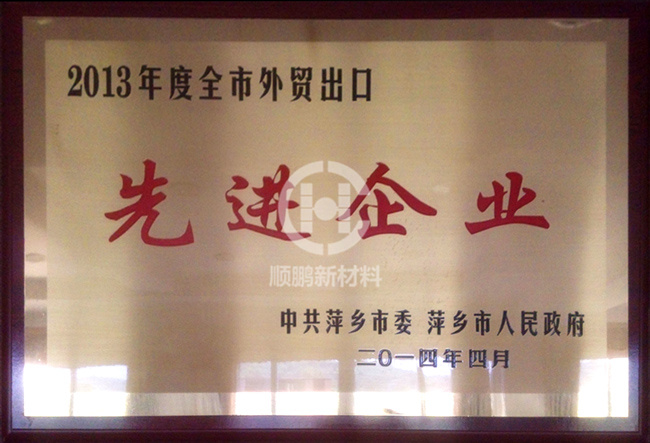 2013年度全市外贸出口
先进企业
顺鹏新材料
中共萍乡市委 萍乡市人民政府
二〇一四年四月